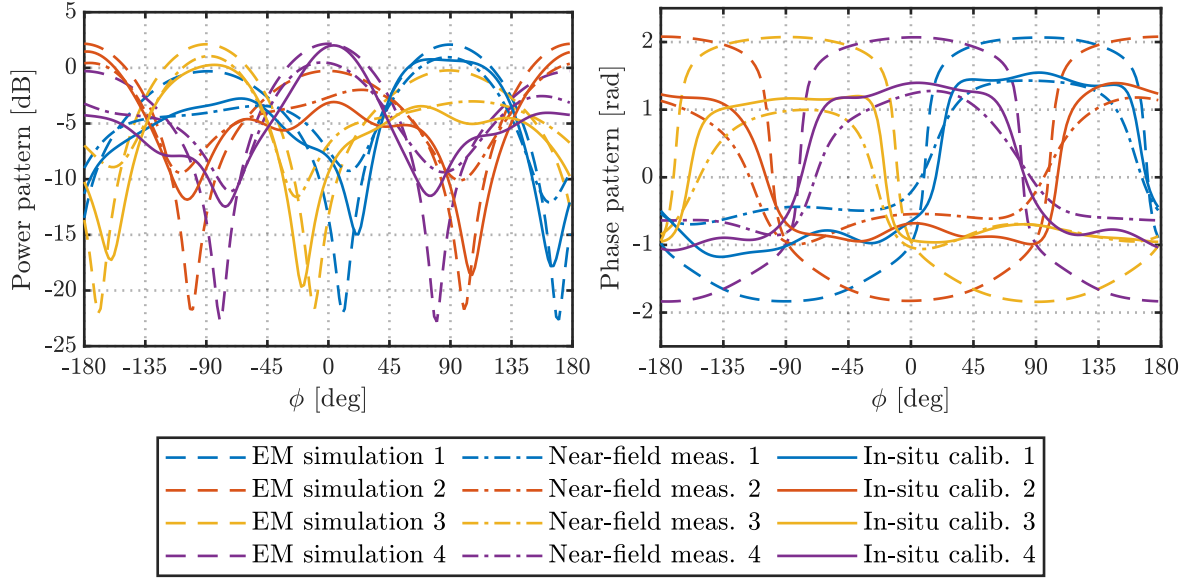 5
0
-5
-10
-15
-20
-25
Power pattern [dB]
-180 -135 -90 -45 0 45 90 135 180
ϕ [deg]
2
1
0
-1
-2
Phase pattern [rad]
-180 -135 -90 -45 0 45 90 135 180
ϕ [deg]
EM simulation 1 Near-field meas. 1 In-situ calib. 1
EM simulation 2 Near-field meas. 2 In-situ calib. 2
EM simulation 3 Near-field meas. 3 In-situ calib. 3
EM simulation 4 Near-field meas. 4 In-situ calib. 4